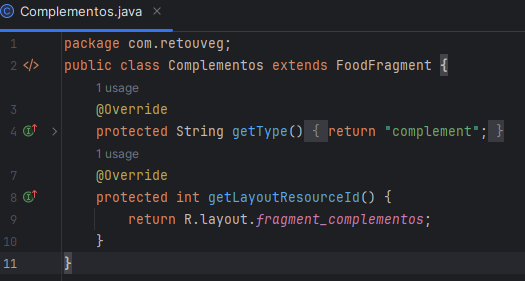 Complementos.java
1 package com.retouveg;
2 public class Complementos extends FoodFragment {
1 usage
3 @Override
4 protected String getType() { return "complement"; }
1 usage
7 @Override
8 protected int getLayoutResourceId() {
9 return R.layout.fragment_complementos;
10 }
11 }